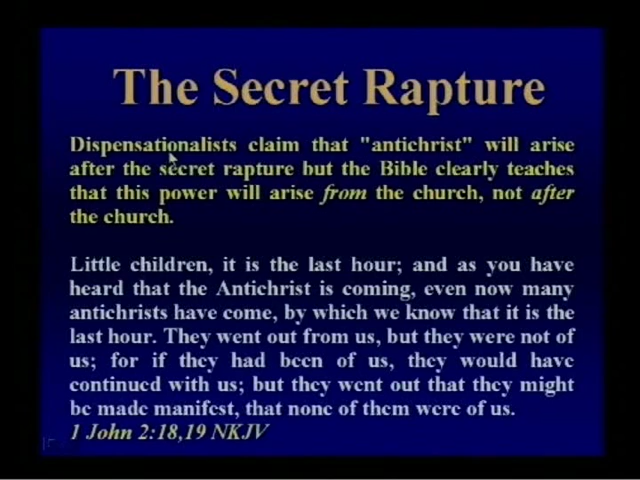 The Secret Rapture
Dispensationalists claim that "antichrist" will arise
after the secret rapture but the Bible clearly teaches
that this power will arise from the church, not after
the church.
Little children, it is the last hour; and as you have
heard that the Antichrist is coming, even now many
antichrists have come, by which we know that it is the
last hour. They went out from us, but they were not of
us; for if they had been of us, they would have
continued with us; but they went out that they might
be made manifest, that none of them were of us.
1 John 2:18,19 NKJV